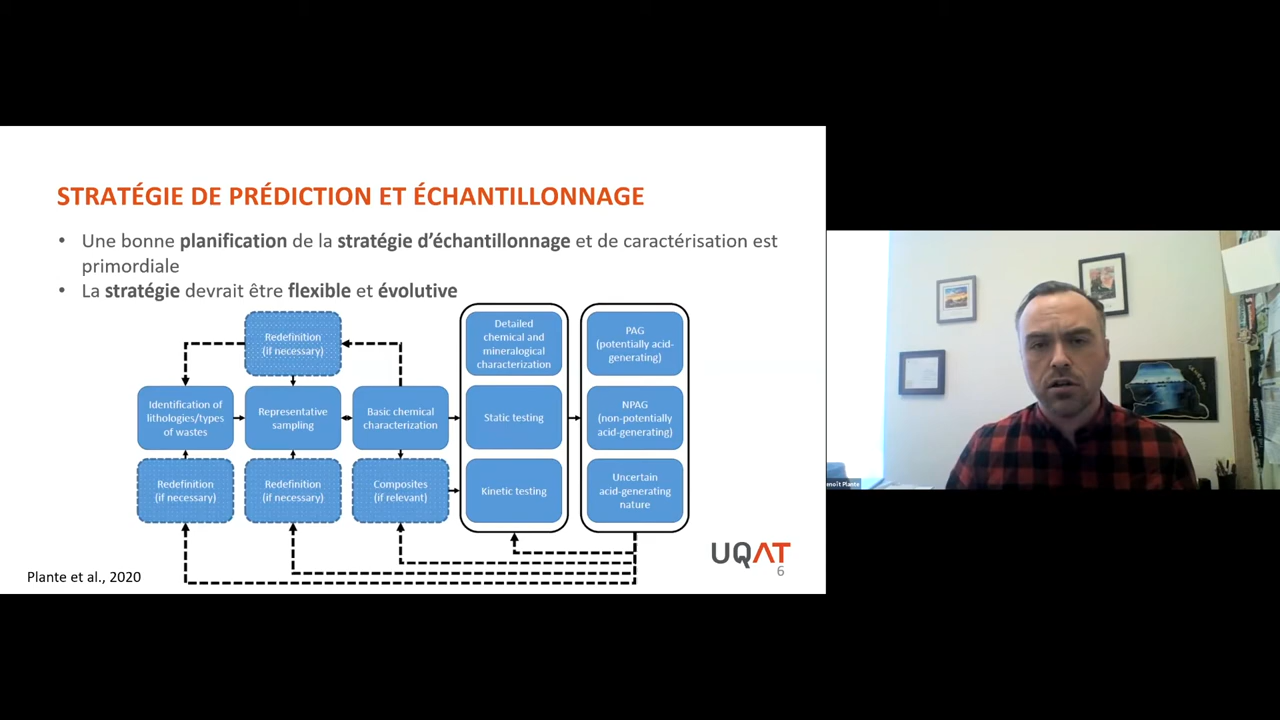 STRATÉGIE DE PRÉDICTION ET ÉCHANTILLONNAGE
• Une bonne planification de la stratégie d’échantillonnage et de caractérisation est
primordiale
• La stratégie devrait être flexible et évolutive
Redefinition
(if necessary)
Identification of
lithologies/types
of wastes
Representative
sampling
Basic chemical
characterization
Redefinition
(if necessary)
Redefinition
(if necessary)
Composites
(if relevant)
Detailed
chemical and
mineralogical
characterization
Static testing
Kinetic testing
PAG
(potentially acid-
generating)
NPAG
(non-potentially
acid-generating)
Uncertain
acid-generating
nature
Plante et al., 2020
UQAT
6
enoît Plante